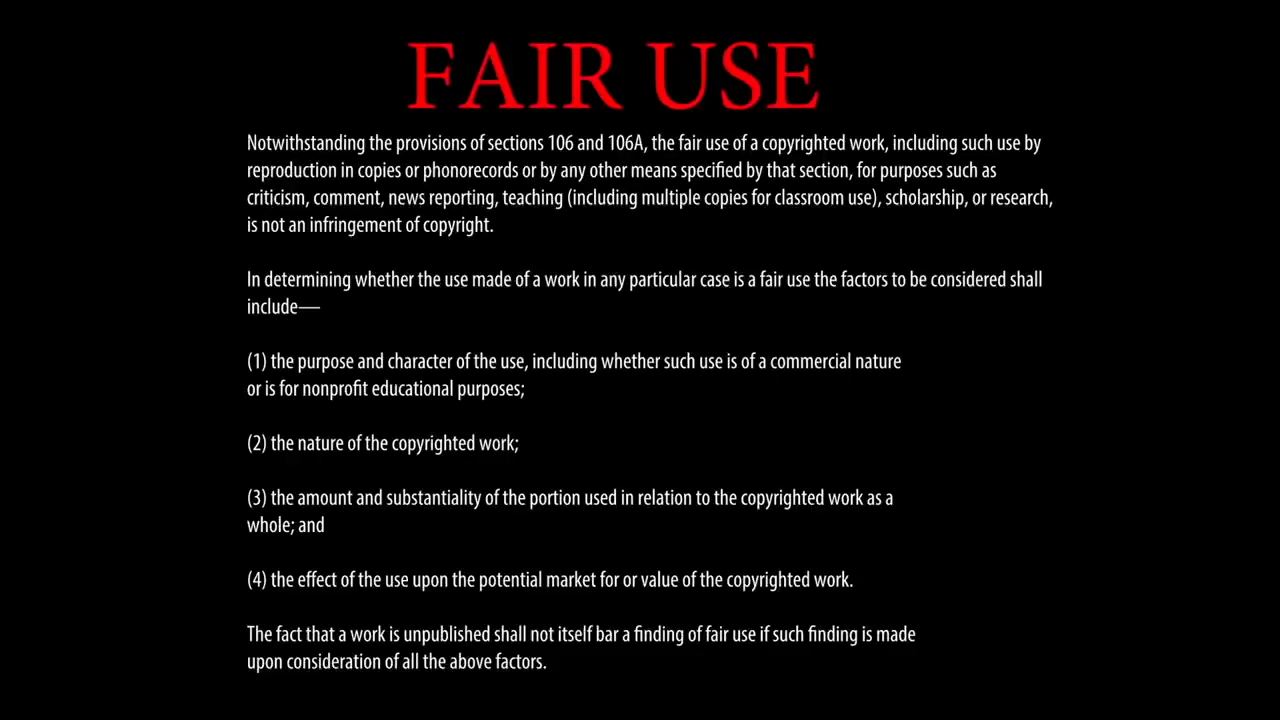 FAIR USE
Notwithstanding the provisions of sections 106 and 106A, the fair use of a copyrighted work, including such use by
reproduction in copies or phonorecords or by any other means specified by that section, for purposes such as
criticism, comment, news reporting, teaching (including multiple copies for classroom use), scholarship, or research,
is not an infringement of copyright.
In determining whether the use made of a work in any particular case is a fair use the factors to be considered shall
include—
(1) the purpose and character of the use, including whether such use is of a commercial nature
or is for nonprofit educational purposes;
(2) the nature of the copyrighted work;
(3) the amount and substantiality of the portion used in relation to the copyrighted work as a
whole; and
(4) the effect of the use upon the potential market for or value of the copyrighted work.
The fact that a work is unpublished shall not itself bar a finding of fair use if such finding is made
upon consideration of all the above factors.